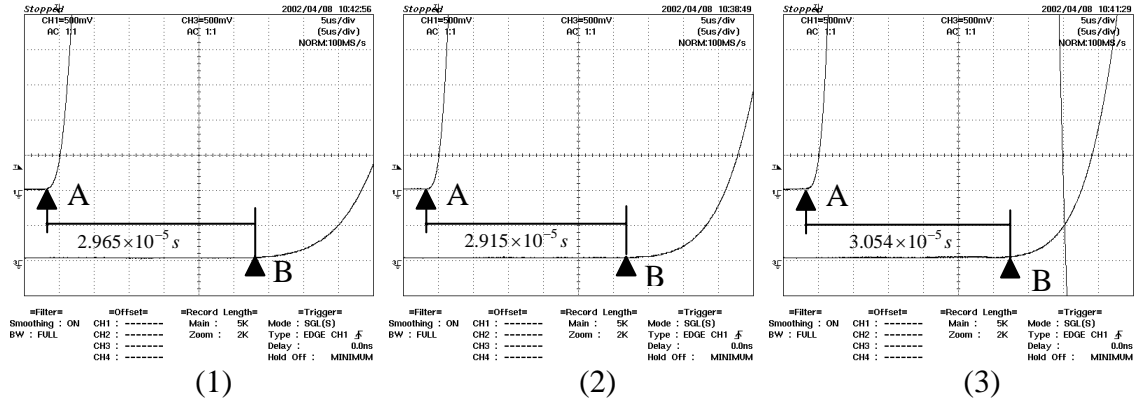 Stopped 2002/04/08 10:42:56
CH1=500mV CH3=500mV 5us/div
AC 1:1 AC 1:1 (5us/div)
NORM:100MS/s
A
2.965×10⁻⁵ s
B
=Filter= =Offset= =Record Length= =Trigger=
Smoothing : ON CH1 : ------- Main : 5K Mode : SGL(S)
BW : FULL CH2 : ------- Zoom : 2K Type : EDGE CH1
CH3 : ------- Delay : 0.0ns
CH4 : ------- Hold Off : MINIMUM
(1)
Stopped 2002/04/08 10:38:49
CH1=500mV CH3=500mV 5us/div
AC 1:1 AC 1:1 (5us/div)
NORM:100MS/s
A
2.915×10⁻⁵ s
B
=Filter= =Offset= =Record Length= =Trigger=
Smoothing : ON CH1 : ------- Main : 5K Mode : SGL(S)
BW : FULL CH2 : ------- Zoom : 2K Type : EDGE CH1
CH3 : ------- Delay : 0.0ns
CH4 : ------- Hold Off : MINIMUM
(2)
Stopped 2002/04/08 10:41:29
CH1=500mV CH3=500mV 5us/div
AC 1:1 AC 1:1 (5us/div)
NORM:100MS/s
A
3.054×10⁻⁵ s
B
=Filter= =Offset= =Record Length= =Trigger=
Smoothing : ON CH1 : ------- Main : 5K Mode : SGL(S)
BW : FULL CH2 : ------- Zoom : 2K Type : EDGE CH1
CH3 : ------- Delay : 0.0ns
CH4 : ------- Hold Off : MINIMUM
(3)